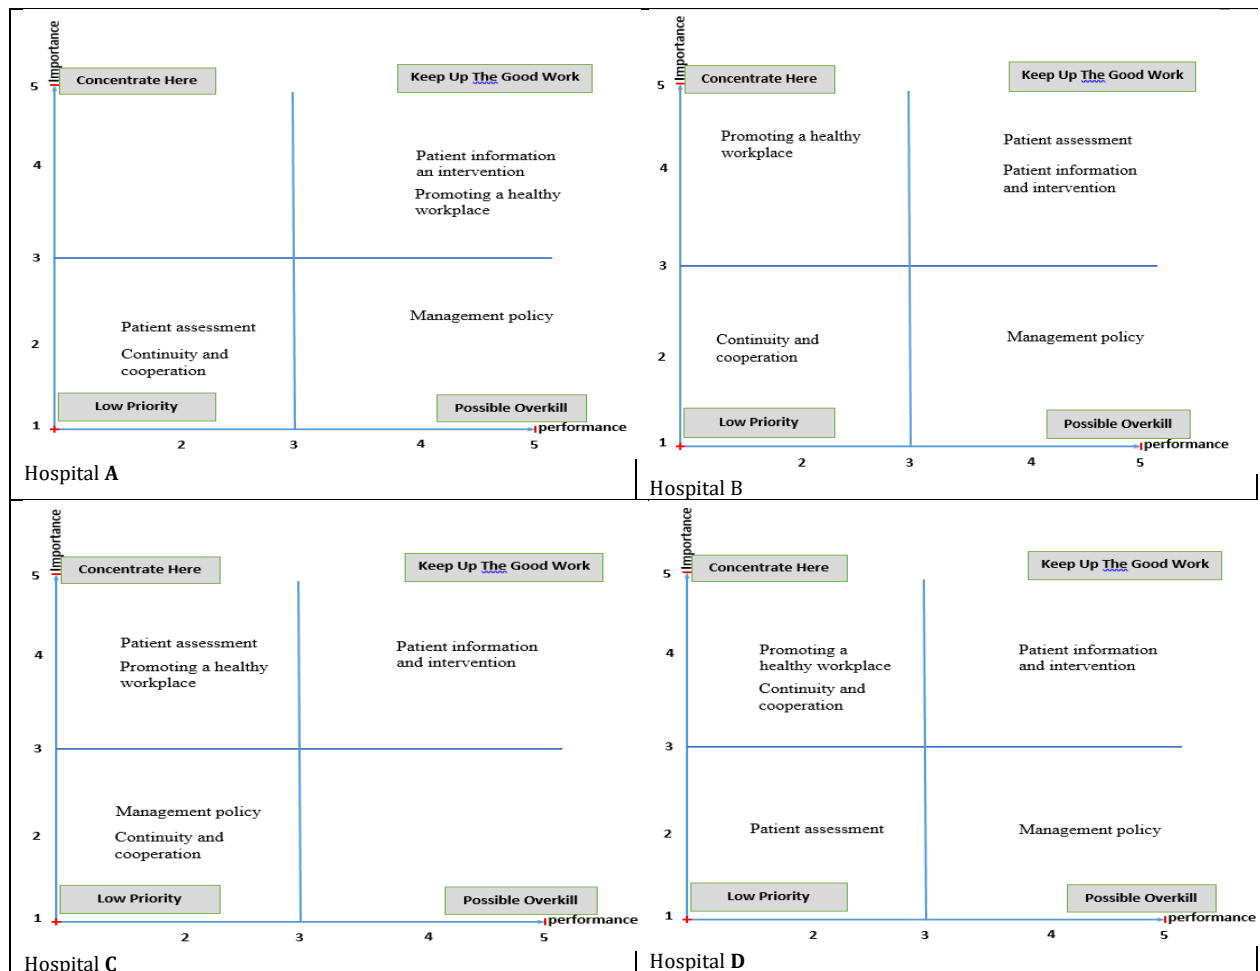 Importance
5
Concentrate Here
Keep Up The Good Work
4
Patient information
an intervention
Promoting a healthy
workplace
3
Management policy
Patient assessment
2
Continuity and
cooperation
Low Priority
Possible Overkill
1
performance
2 3 4 5
Hospital A
Importance
5
Concentrate Here
Keep Up The Good Work
Promoting a healthy
workplace
Patient assessment
4
Patient information
and intervention
3
Continuity and
cooperation
Management policy
2
Low Priority
Possible Overkill
1
performance
2 3 4 5
Hospital B
Importance
5
Concentrate Here
Keep Up The Good Work
Patient assessment
Promoting a healthy
workplace
Patient information
and intervention
4
3
Management policy
Continuity and
cooperation
2
Low Priority
Possible Overkill
1
performance
2 3 4 5
Hospital C
Importance
5
Concentrate Here
Keep Up The Good Work
Promoting a
healthy workplace
Continuity and
cooperation
Patient information
and intervention
4
3
Patient assessment
Management policy
2
Low Priority
Possible Overkill
1
performance
2 3 4 5
Hospital D